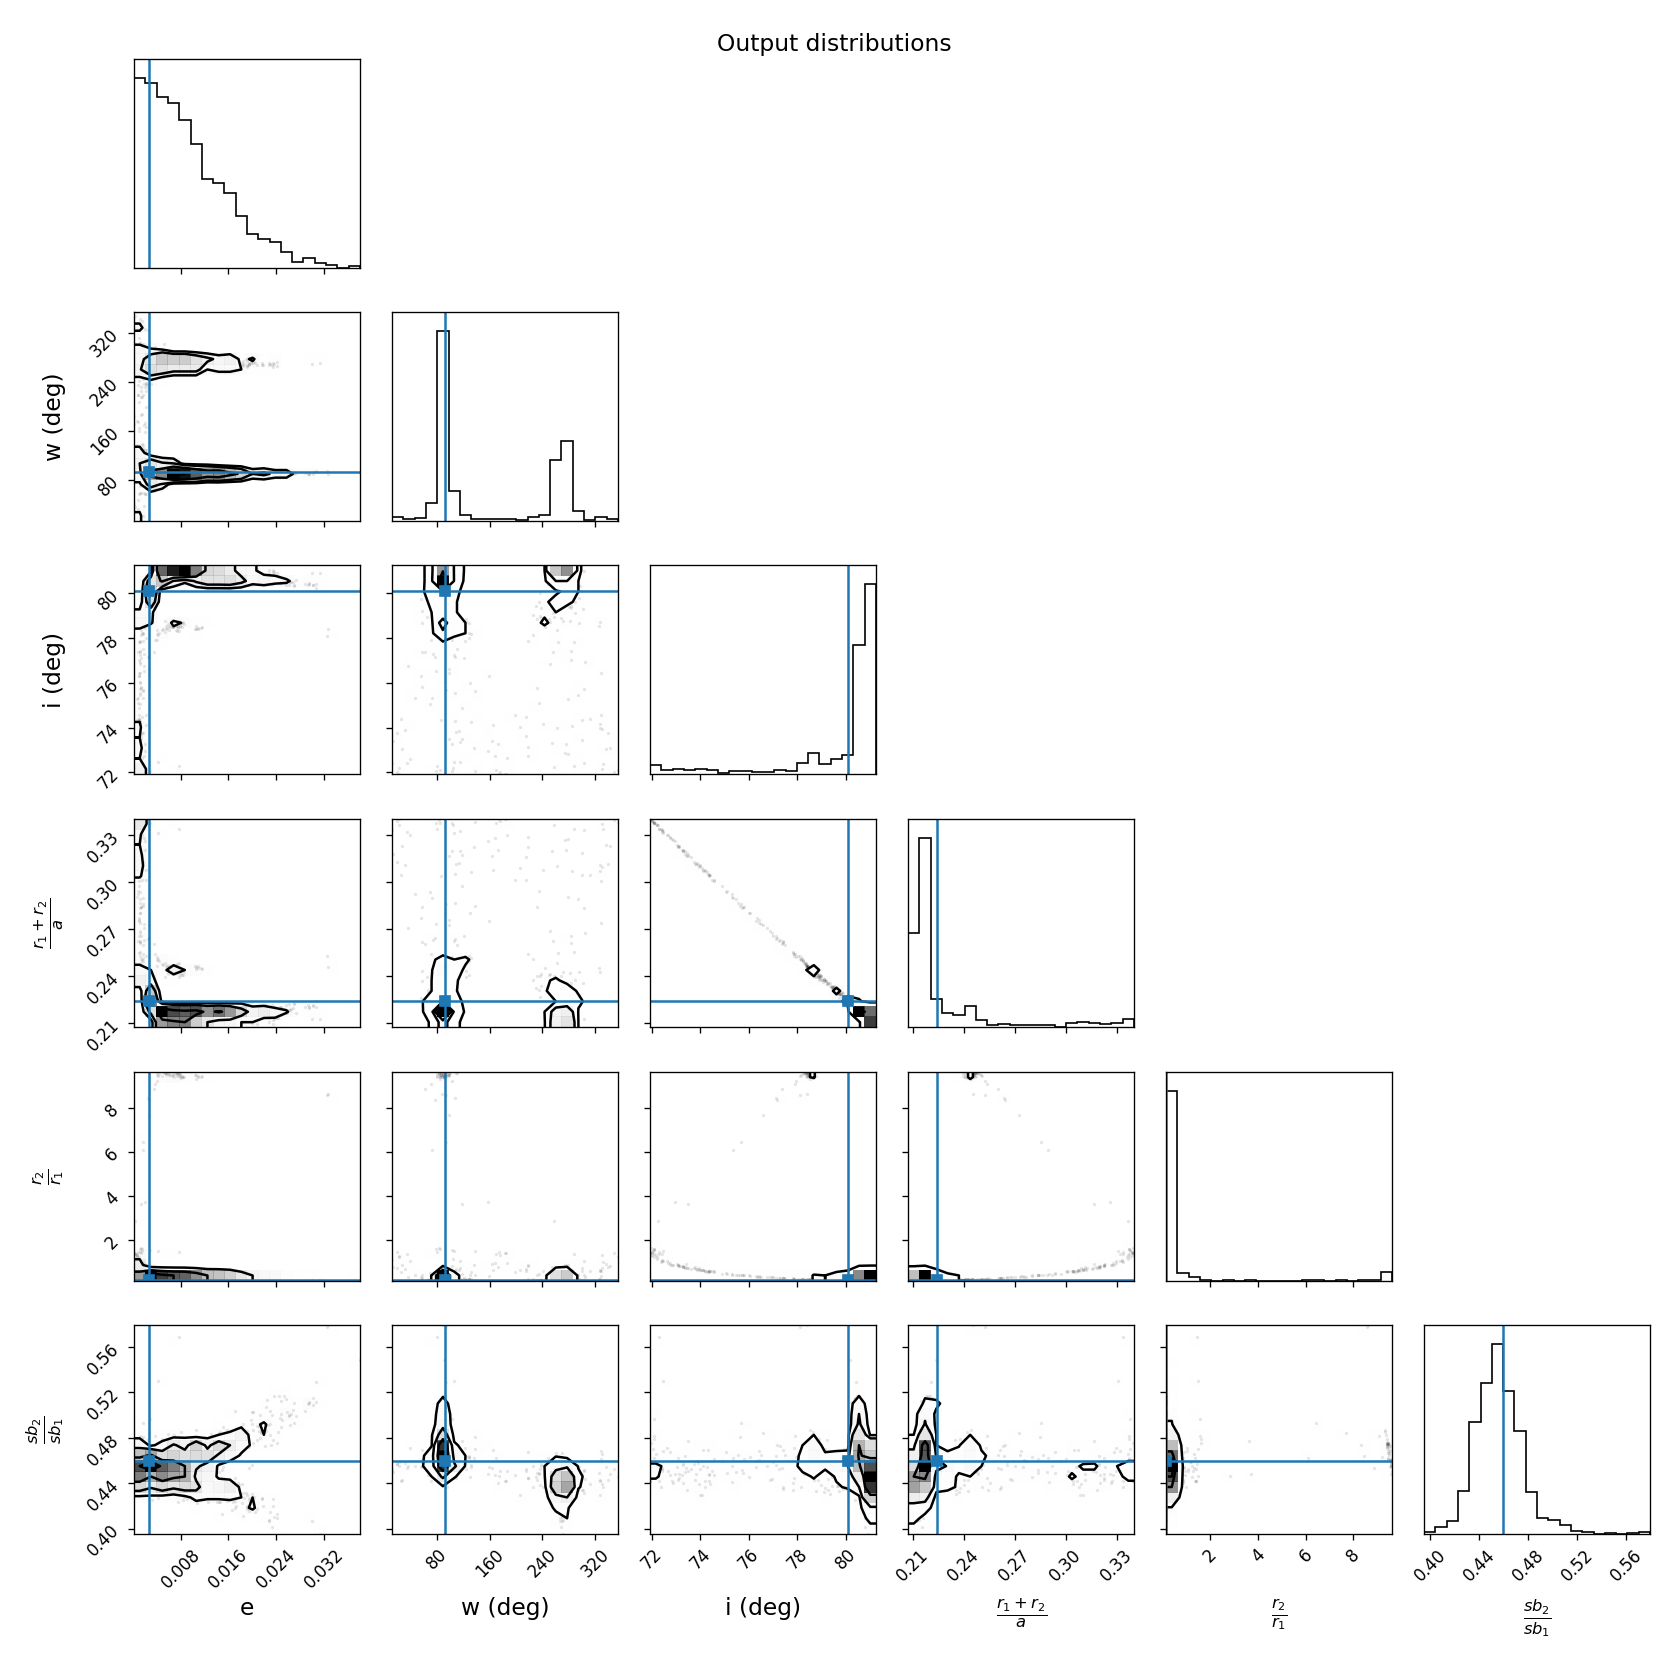 Output distributions
w (deg)
320
240
160
80
i (deg)
80
78
76
74
72
r₁ + r₂
a
0.33
0.30
0.27
0.24
0.21
r₂
r₁
8
6
4
2
sb₂
sb₁
0.56
0.52
0.48
0.44
0.40
0.008 0.016 0.024 0.032 80 160 240 320 72 74 76 78 80 0.21 0.24 0.27 0.30 0.33 2 4 6 8 0.40 0.44 0.48 0.52 0.56
e w (deg) i (deg) r₁ + r₂ r₂ sb₂
a r₁ sb₁